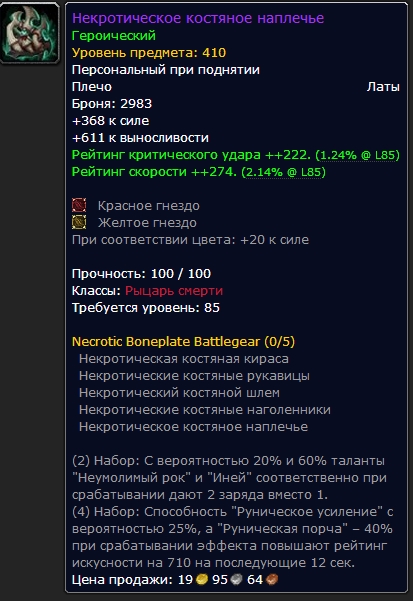 Некротическое костяное наплечье
Героический
Уровень предмета: 410
Персональный при поднятии
Плечо Латы
Броня: 2983
+368 к силе
+611 к выносливости
Рейтинг критического удара ++222. (1.24% @ L85)
Рейтинг скорости ++274. (2.14% @ L85)
Красное гнездо
Желтое гнездо
При соответствии цвета: +20 к силе
Прочность: 100 / 100
Классы: Рыцарь смерти
Требуется уровень: 85
Necrotic Boneplate Battlegear (0/5)
Некротическая костяная кираса
Некротические костяные рукавицы
Некротический костяной шлем
Некротические костяные наголенники
Некротическое костяное наплечье
(2) Набор: С вероятностью 20% и 60% таланты
"Неумолимый рок" и "Иней" соответственно при
срабатывании дают 2 заряда вместо 1.
(4) Набор: Способность "Руническое усиление" с
вероятностью 25%, а "Руническая порча" – 40%
при срабатывании эффекта повышают рейтинг
искусности на 710 на последующие 12 сек.
Цена продажи: 19 95 64